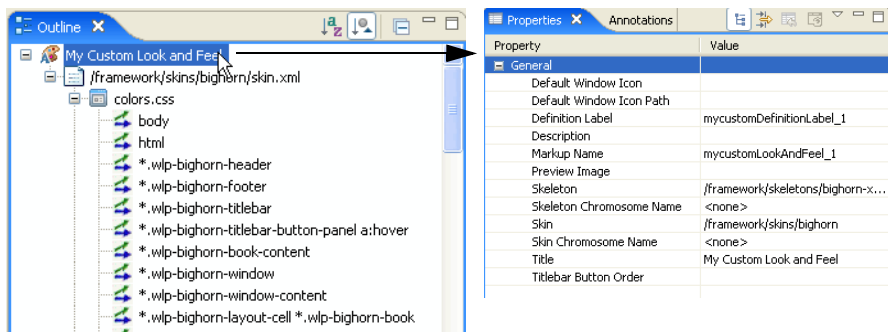 Outline
My Custom Look and Feel
/framework/skins/bighorn/skin.xml
colors.css
body
html
*.wlp-bighorn-header
*.wlp-bighorn-footer
*.wlp-bighorn-titlebar
*.wlp-bighorn-titlebar-button-panel a:hover
*.wlp-bighorn-book-content
*.wlp-bighorn-window
*.wlp-bighorn-window-content
*.wlp-bighorn-layout-cell *.wlp-bighorn-book
Properties Annotations
Property Value
General
Default Window Icon
Default Window Icon Path
Definition Label mycustomDefinitionLabel_1
Description
Markup Name mycustomLookAndFeel_1
Preview Image
Skeleton /framework/skeletons/bighorn-x...
Skeleton Chromosome Name <none>
Skin /framework/skins/bighorn
Skin Chromosome Name <none>
Title My Custom Look and Feel
Titlebar Button Order